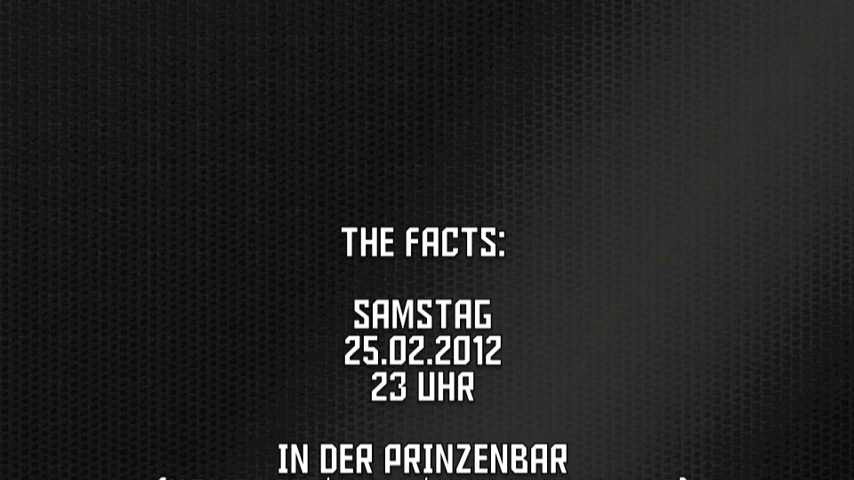 THE FACTS:
SAMSTAG
25.02.2012
23 UHR
IN DER PRINZENBAR